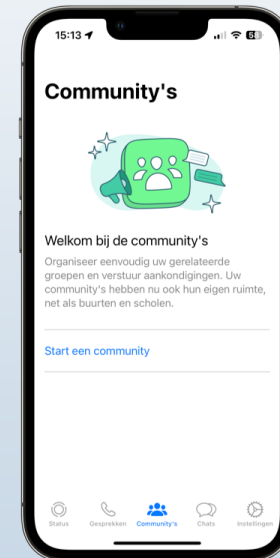 15:13
Community's
Welkom bij de community's
Organiseer eenvoudig uw gerelateerde
groepen en verstuur aankondigingen. Uw
community's hebben nu ook hun eigen ruimte,
net als buurten en scholen.
Start een community
Status Gesprekken Community's Chats Instellingen